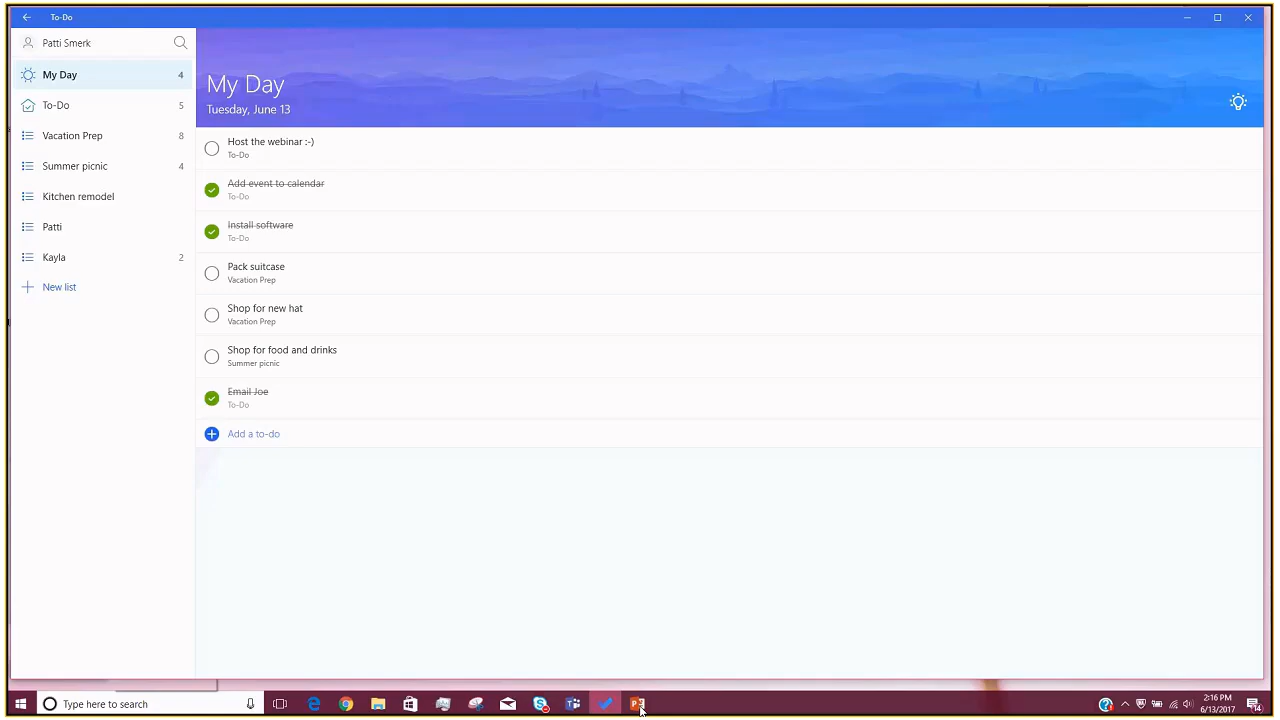 To-Do
Patti Smerk
My Day 4
To-Do 5
Vacation Prep 8
Summer picnic 4
Kitchen remodel
Patti
Kayla 2
New list
My Day
Tuesday, June 13
Host the webinar :-)
To-Do
Add event to calendar
To-Do
Install software
To-Do
Pack suitcase
Vacation Prep
Shop for new hat
Vacation Prep
Shop for food and drinks
Summer picnic
Email Joe
To-Do
Add a to-do
Type here to search
2:16 PM
6/13/2017
14